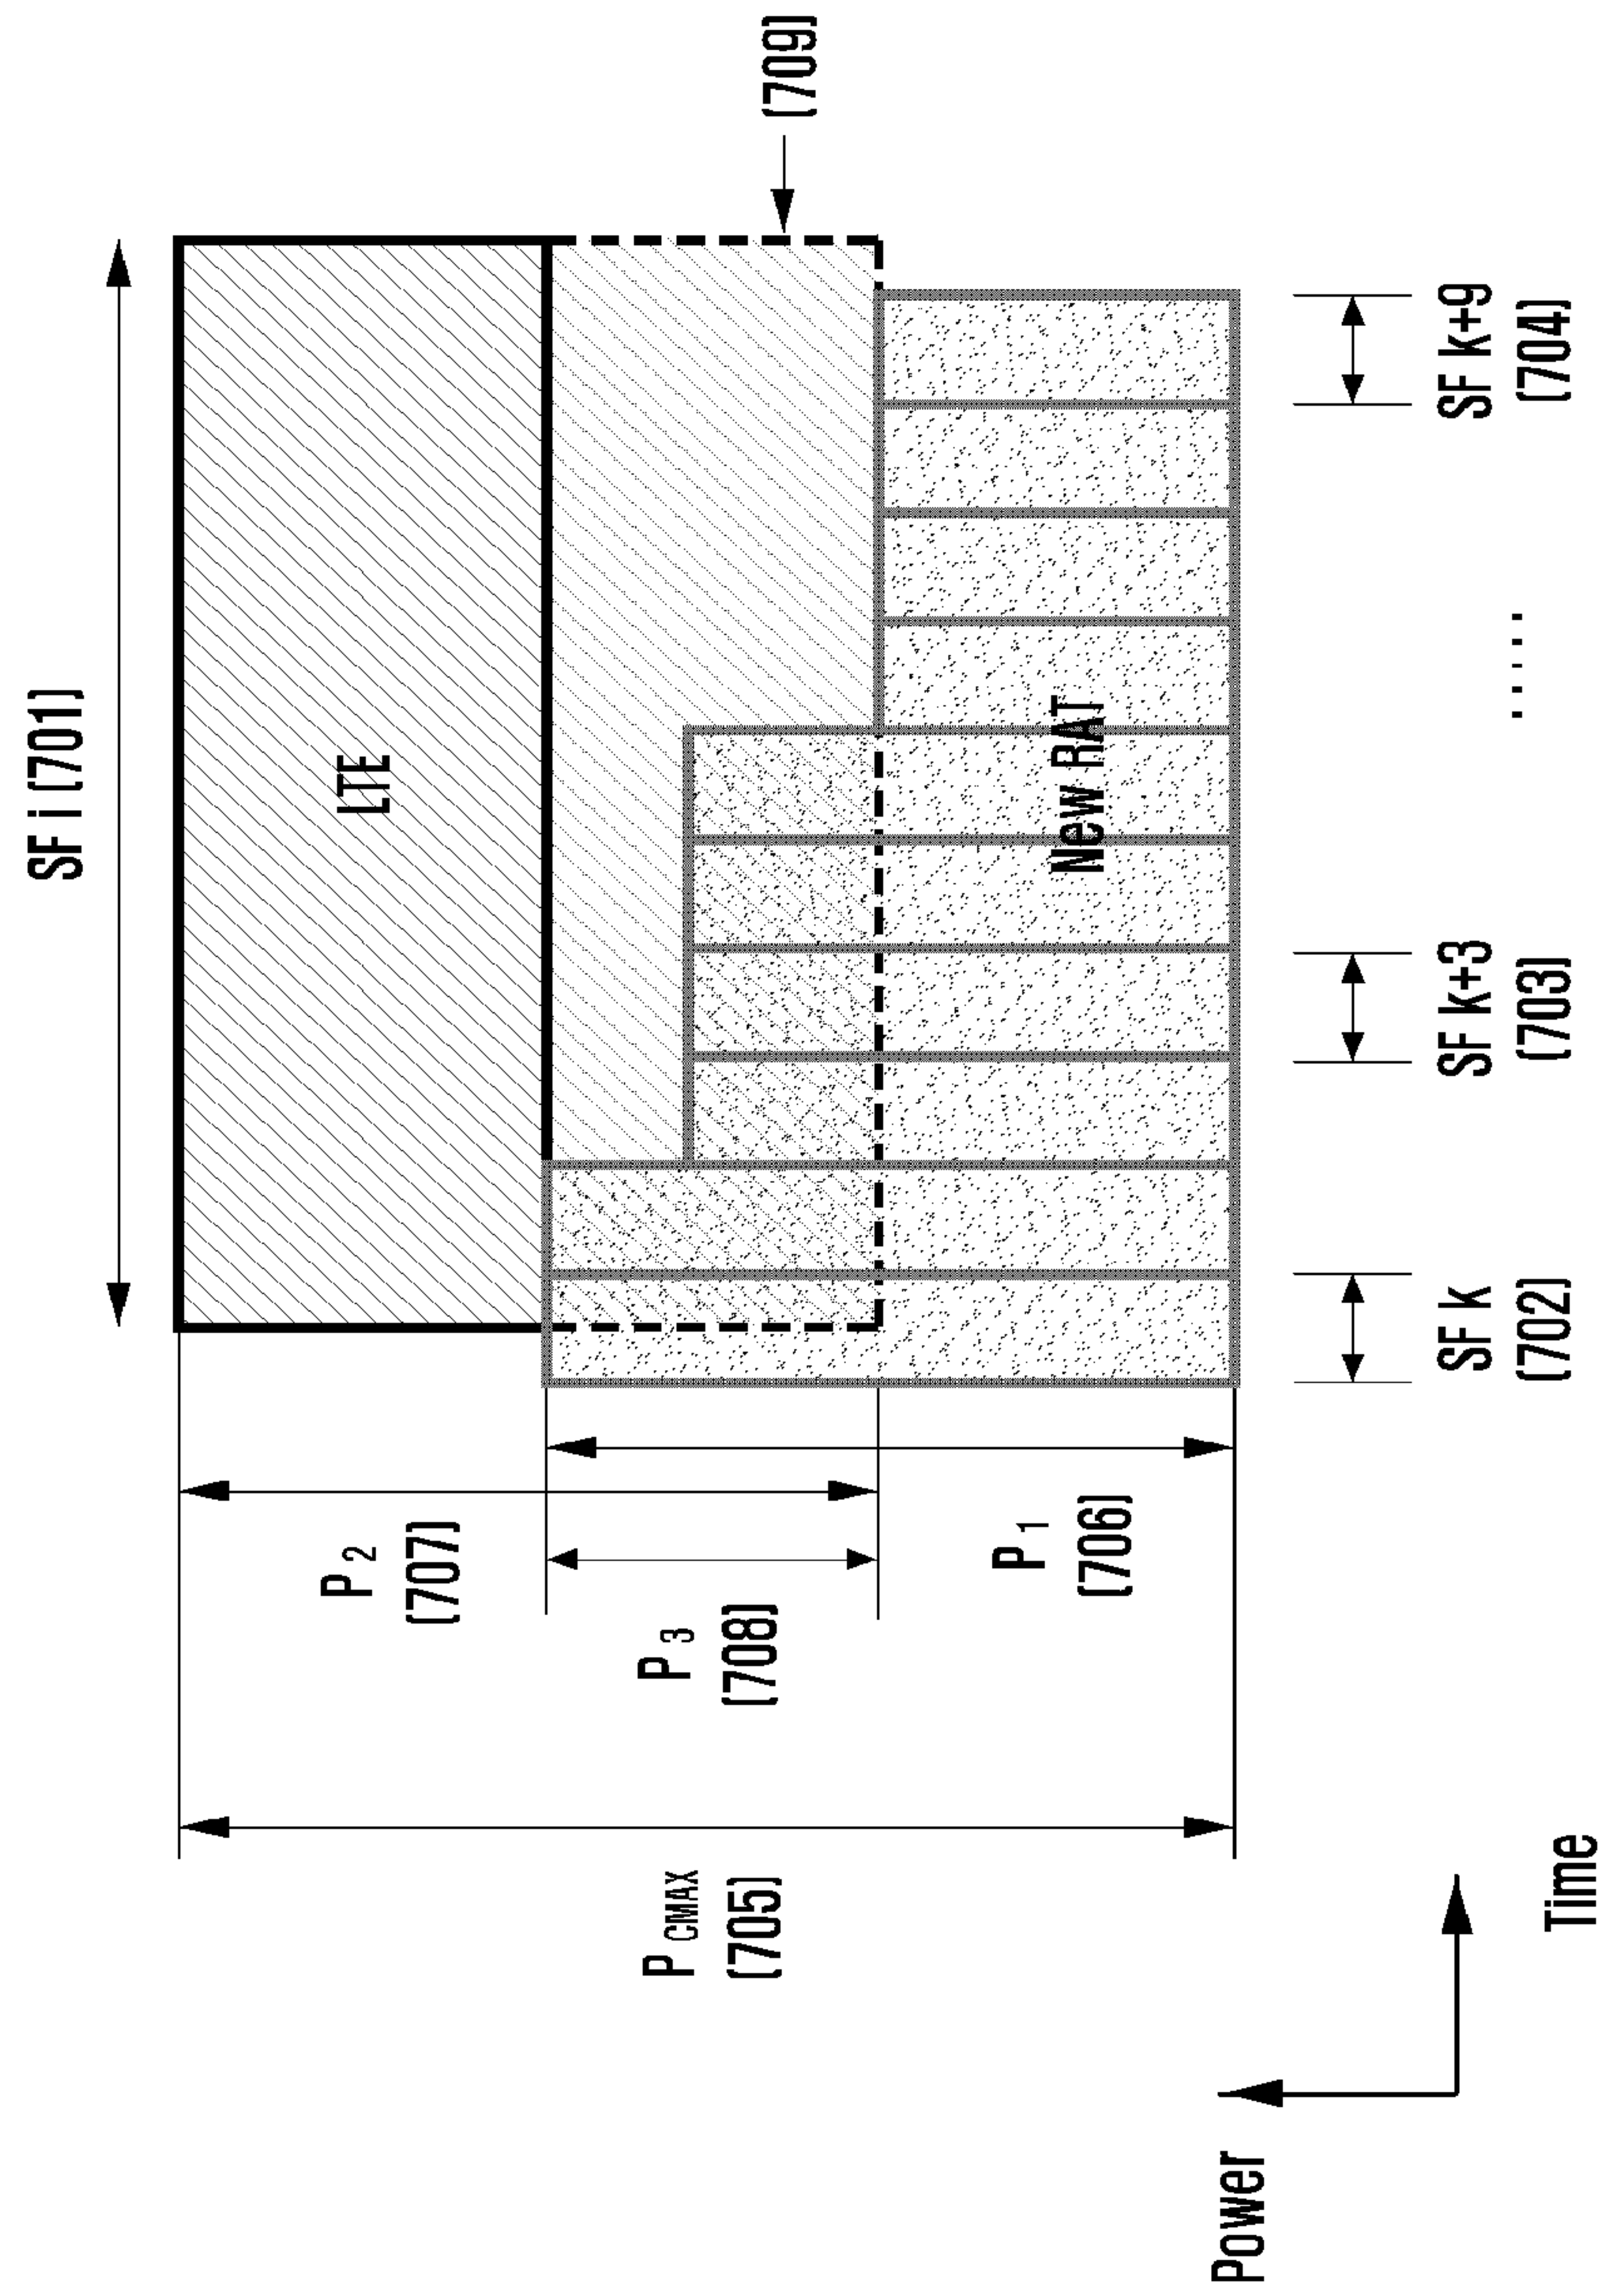 SF i (701)
LTE
(709)
New RAT
P2
(707)
P3
(708)
P1
(706)
PCMAX
(705)
SF k
(702)
SF k+3
(703)
.....
SF k+9
(704)
Power
Time